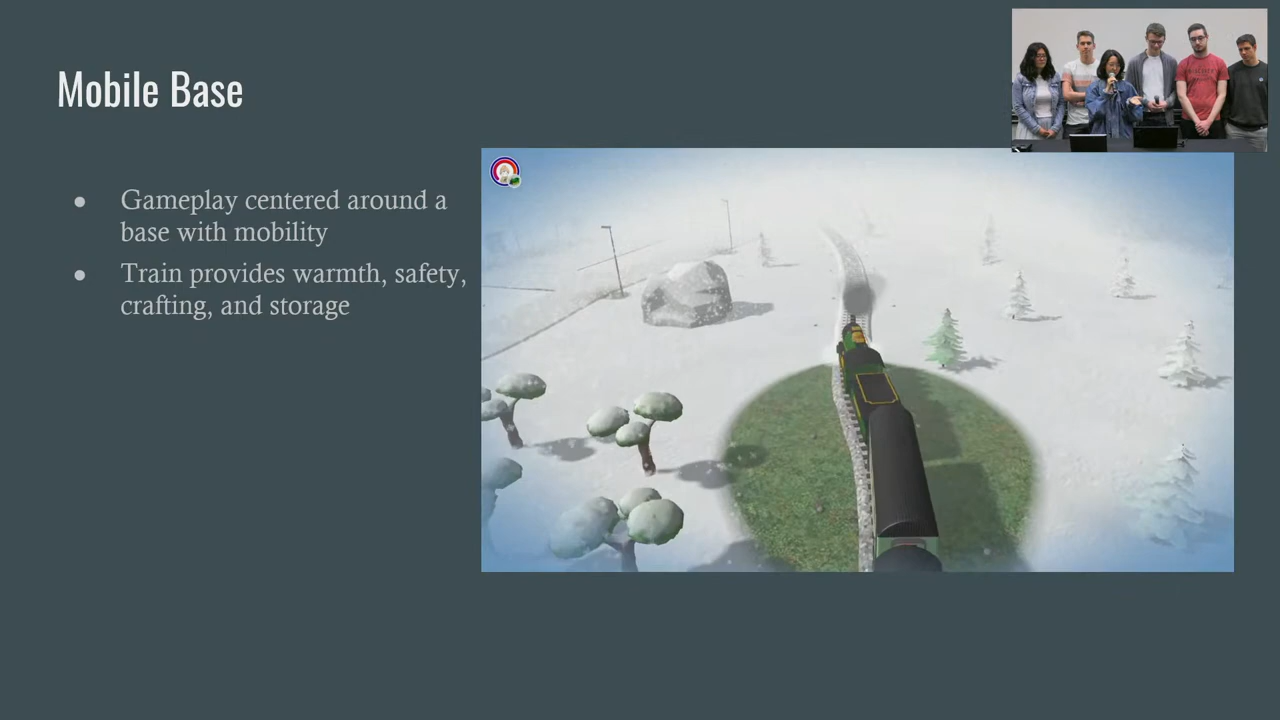 Mobile Base
● Gameplay centered around a
base with mobility
● Train provides warmth, safety,
crafting, and storage